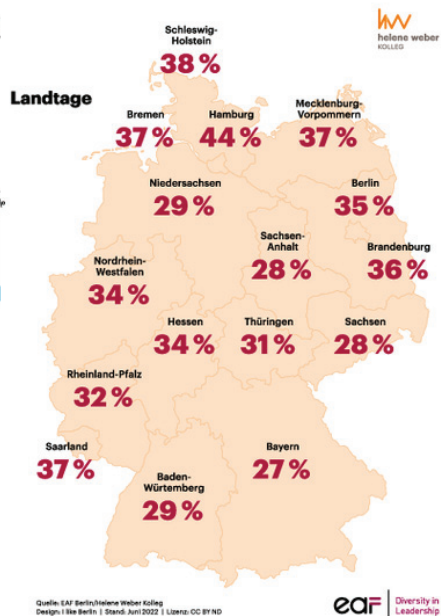 helene weber
KOLLEG
Landtage
Schleswig-
Holstein
38 %
Bremen
37 %
Hamburg
44 %
Mecklenburg-
Vorpommern
37 %
Niedersachsen
29 %
Berlin
35 %
Sachsen-
Anhalt
28 %
Brandenburg
36 %
Nordrhein-
Westfalen
34 %
Hessen
34 %
Thüringen
31 %
Sachsen
28 %
Rheinland-Pfalz
32 %
Saarland
37 %
Baden-
Würtemberg
29 %
Bayern
27 %
Quelle: EAF Berlin/Helene Weber Kolleg
Design: I like Berlin | Stand: Juni 2022 | Lizenz: CC BY ND
eaf
Diversity in
Leadership